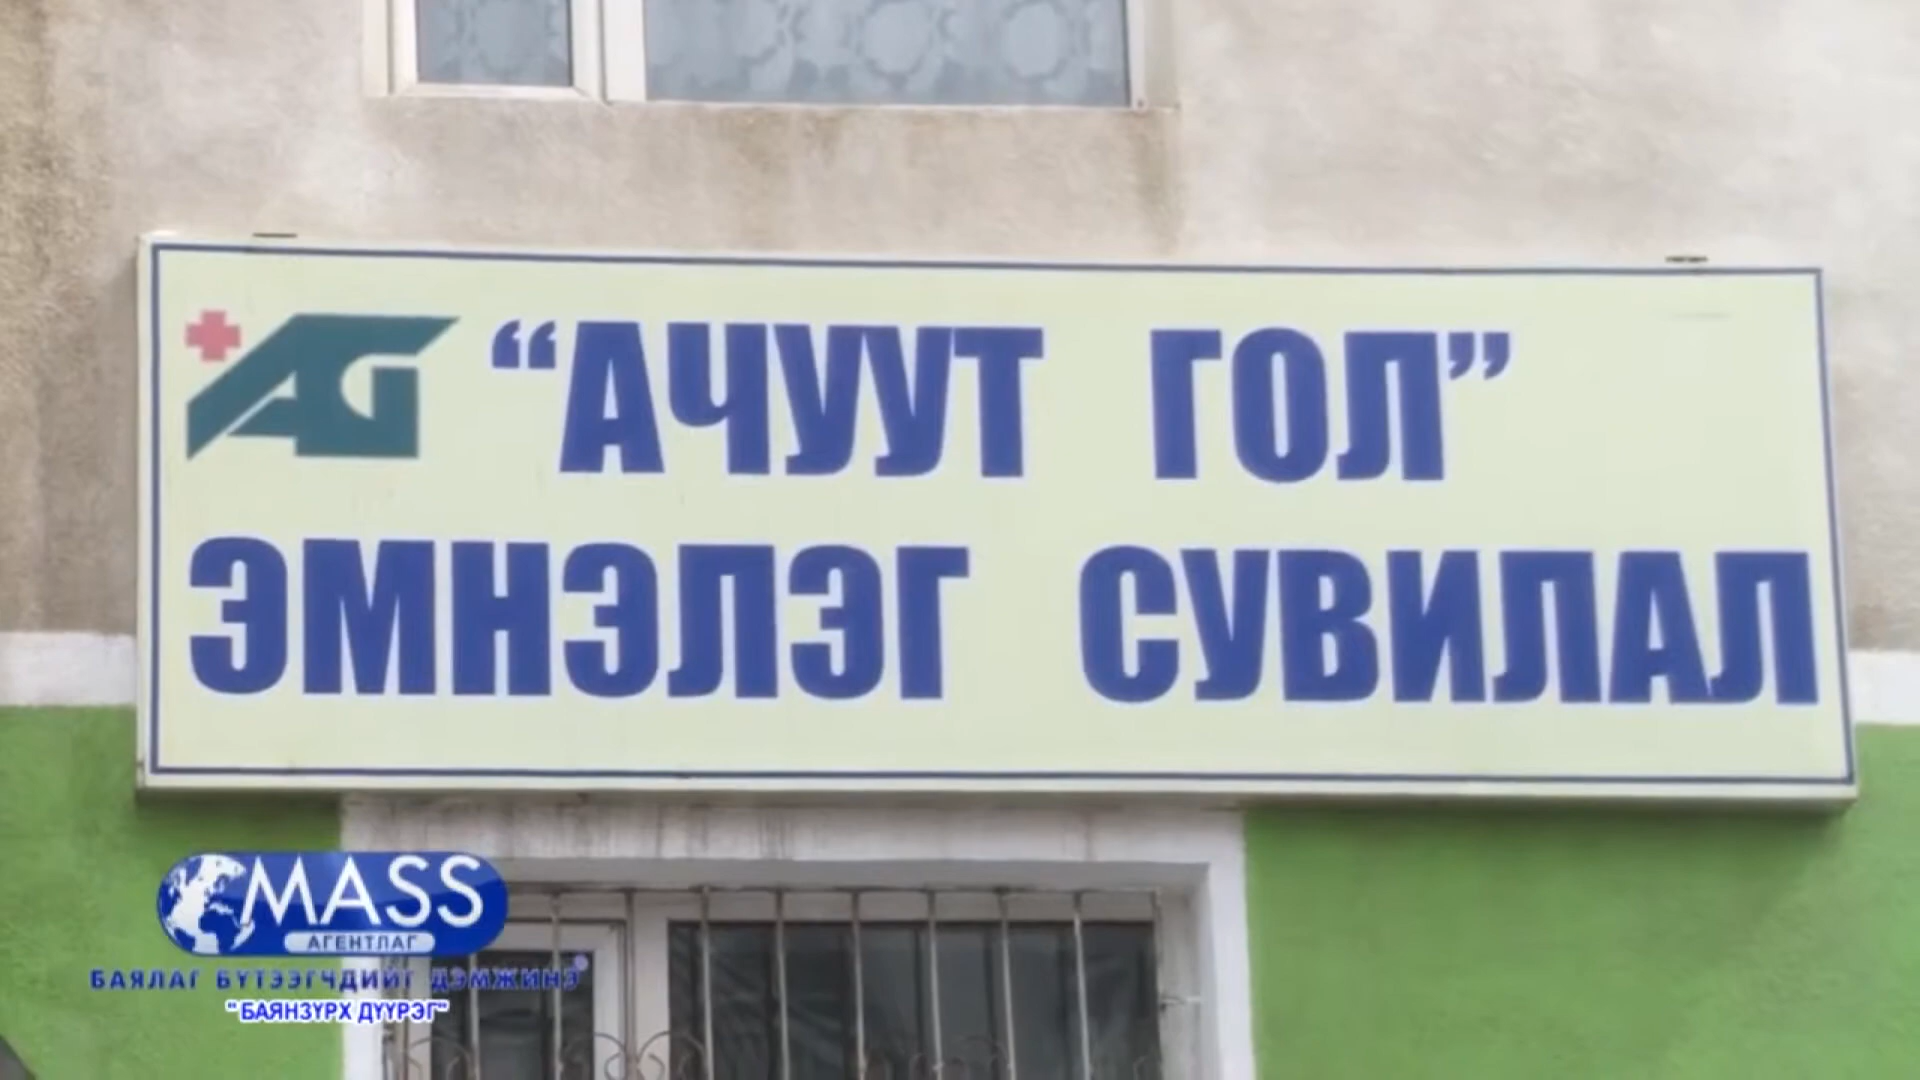 AG "АЧУУТ ГОЛ"
ЭМНЭЛЭГ СУВИЛАЛ
MASS
АГЕНТЛАГ
БАЯЛАГ БҮТЭЭГЧДИЙГ ДЭМЖИНЭ
"БАЯНЗҮРХ ДҮҮРЭГ"